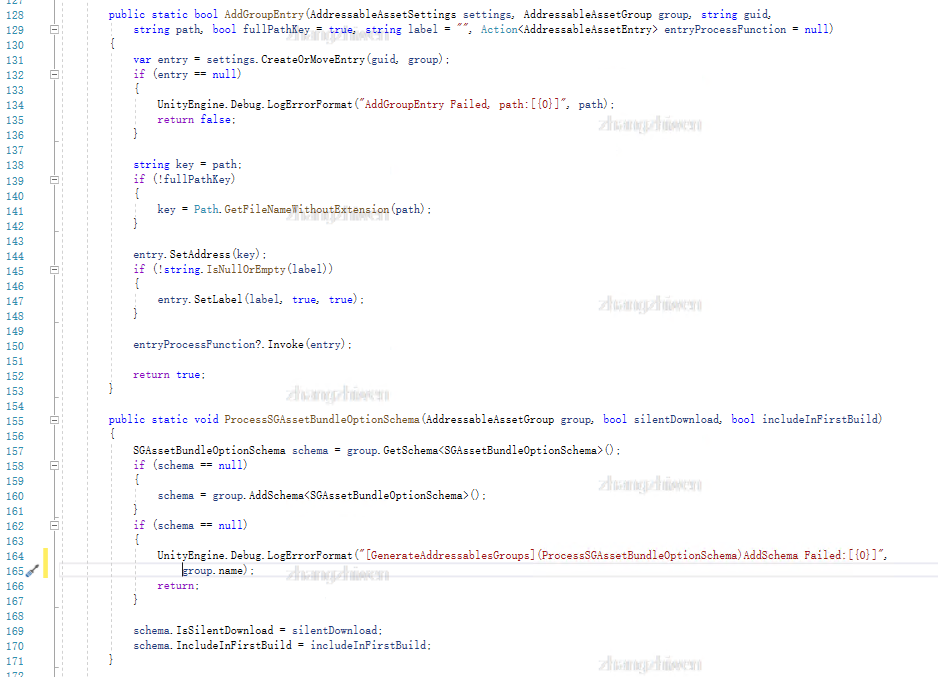 127
128 public static bool AddGroupEntry(AddressableAssetSettings settings, AddressableAssetGroup group, string guid,
129 string path, bool fullPathKey = true, string label = "", Action<AddressableAssetEntry> entryProcessFunction = null)
130 {
131 var entry = settings.CreateOrMoveEntry(guid, group);
132 if (entry == null)
133 {
134 UnityEngine.Debug.LogErrorFormat("AddGroupEntry Failed, path:[{0}]", path);
135 return false;
136 }
137
138 string key = path;
139 if (!fullPathKey)
140 {
141 key = Path.GetFileNameWithoutExtension(path);
142 }
143
144 entry.SetAddress(key);
145 if (!string.IsNullOrEmpty(label))
146 {
147 entry.SetLabel(label, true, true);
148 }
149
150 entryProcessFunction?.Invoke(entry);
151
152 return true;
153 }
154
155 public static void ProcessSGAssetBundleOptionSchema(AddressableAssetGroup group, bool silentDownload, bool includeInFirstBuild)
156 {
157 SGAssetBundleOptionSchema schema = group.GetSchema<SGAssetBundleOptionSchema>();
158 if (schema == null)
159 {
160 schema = group.AddSchema<SGAssetBundleOptionSchema>();
161 }
162 if (schema == null)
163 {
164 UnityEngine.Debug.LogErrorFormat("[GenerateAddressablesGroups](ProcessSGAssetBundleOptionSchema)AddSchema Failed:[{0}]",
165 group.name);
166 return;
167 }
168
169 schema.IsSilentDownload = silentDownload;
170 schema.IncludeInFirstBuild = includeInFirstBuild;
171 }
172
zhangzhiwen
zhangzhiwen
zhangzhiwen
zhangzhiwen
zhangzhiwen
zhangzhiwen
zhangzhiwen
zhangzhiwen